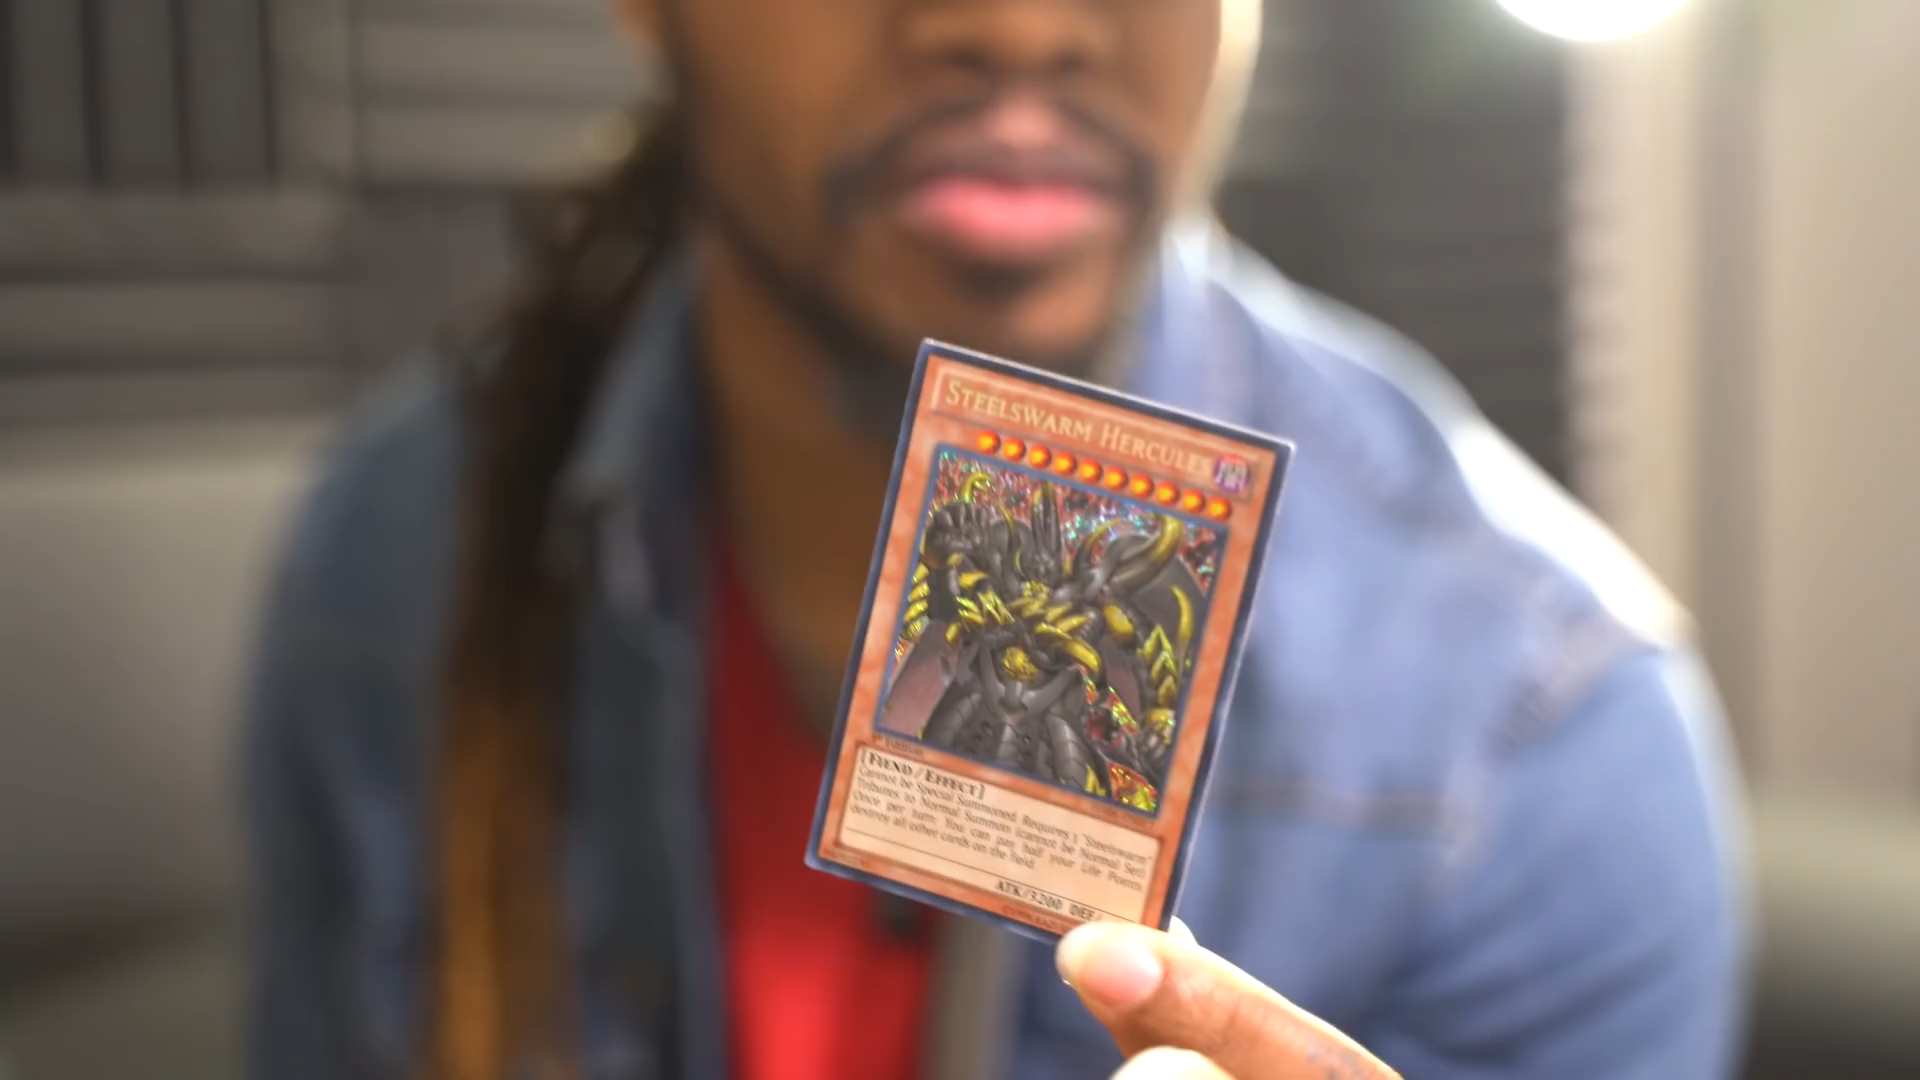 STEELSWARM HERCULES
Edition
[FIEND / EFFECT]
Cannot be Special Summoned. Requires 3 "Steelswarm"
Tributes to Normal Summon (cannot be Normal Set).
Once per turn: You can pay half your Life Points;
destroy all other cards on the field.
ATK/3200 DEF/